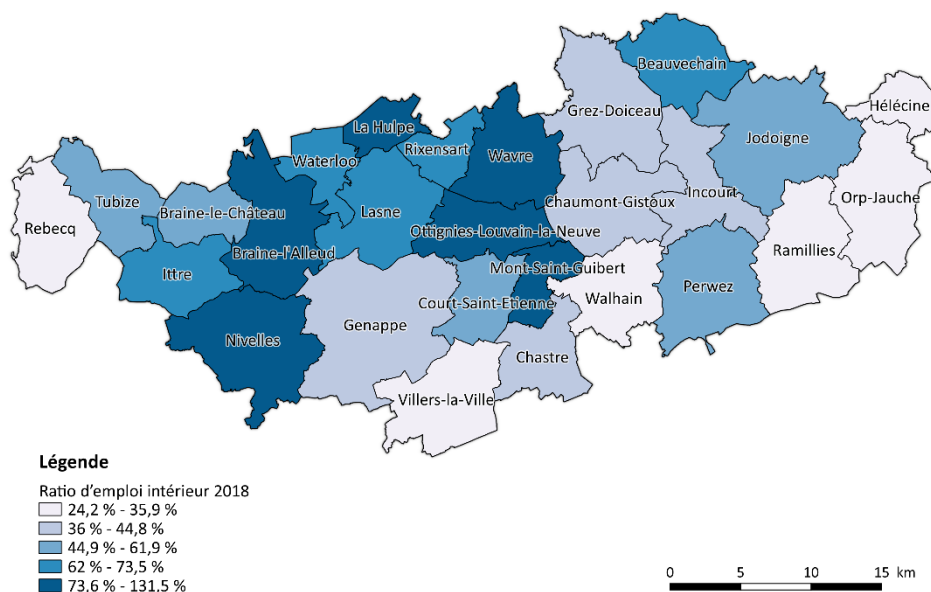 Beauvechain
Hélécine
Grez-Doiceau
La Hulpe
Jodoigne
Rixensart
Wavre
Waterloo
Incourt
Orp-Jauche
Tubize
Chaumont-Gistoux
Braine-le-Château
Lasne
Rebecq
Ottignies-Louvain-la-Neuve
Braine-l'Alleud
Ramillies
Mont-Saint-Guibert
Ittre
Perwez
Walhain
Court-Saint-Etienne
Genappe
Nivelles
Chastre
Villers-la-Ville
Légende
Ratio d'emploi intérieur 2018
24,2 % - 35,9 %
36 % - 44,8 %
44,9 % - 61,9 %
62 % - 73,5 %
73,6 % - 131,5 %
0 5 10 15 km